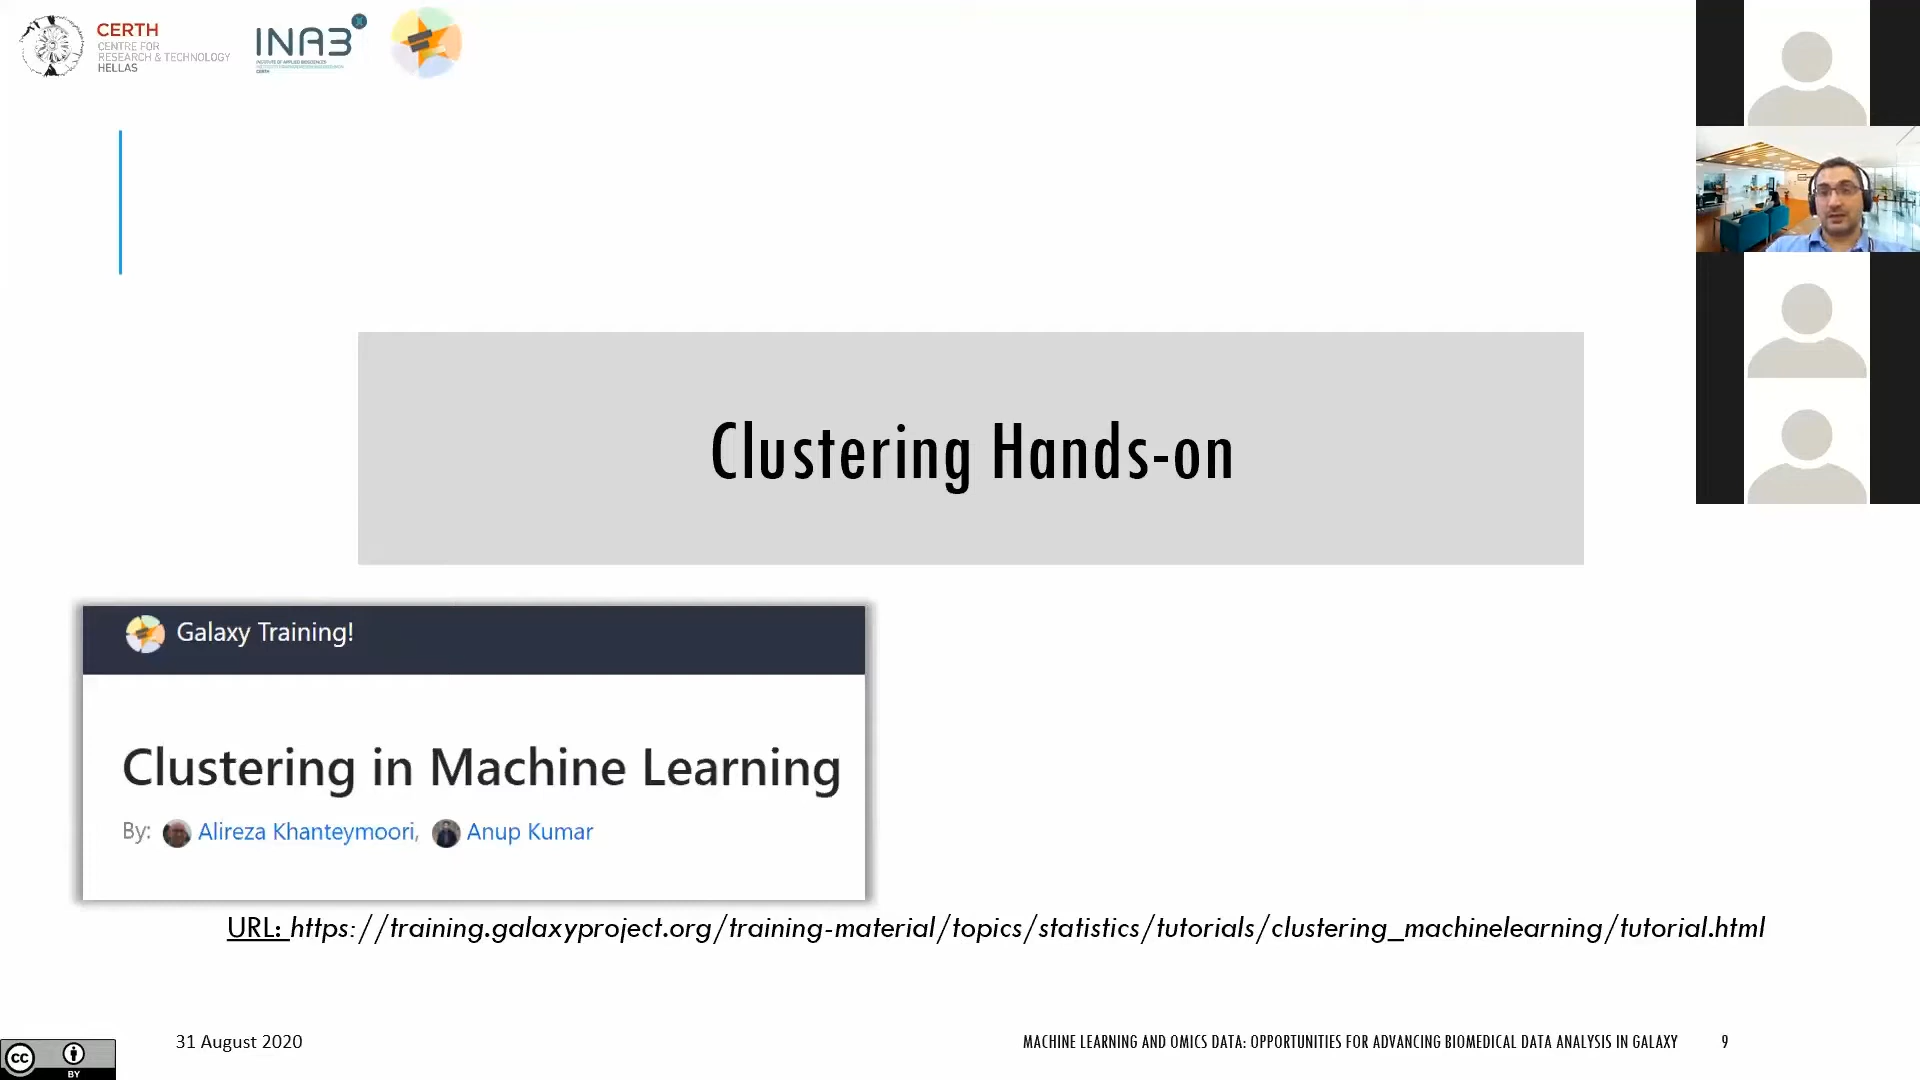 CERTH
CENTRE FOR
RESEARCH & TECHNOLOGY
HELLAS
INAB
INSTITUTE OF APPLIED BIOSCIENCES
CERTH
Clustering Hands-on
Galaxy Training!
Clustering in Machine Learning
By: Alireza Khanteymoori, Anup Kumar
URL: https://training.galaxyproject.org/training-material/topics/statistics/tutorials/clustering_machinelearning/tutorial.html
31 August 2020
MACHINE LEARNING AND OMICS DATA: OPPORTUNITIES FOR ADVANCING BIOMEDICAL DATA ANALYSIS IN GALAXY
9
cc
BY